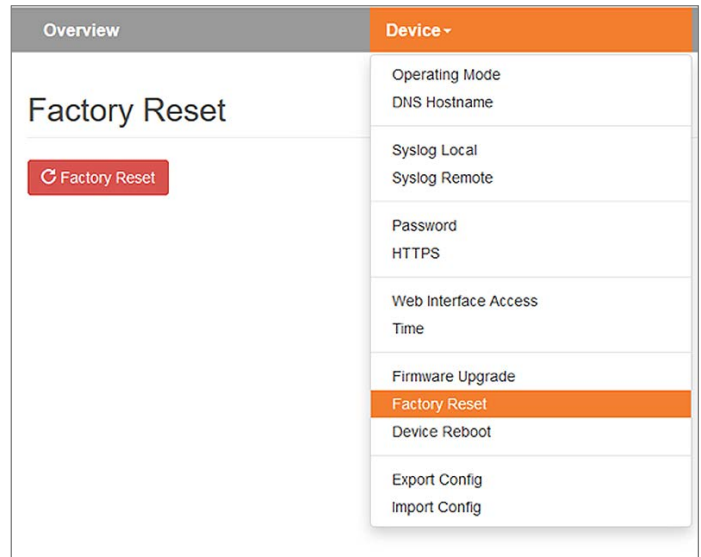 Overview
Device
Factory Reset
Factory Reset
Operating Mode
DNS Hostname
Syslog Local
Syslog Remote
Password
HTTPS
Web Interface Access
Time
Firmware Upgrade
Factory Reset
Device Reboot
Export Config
Import Config